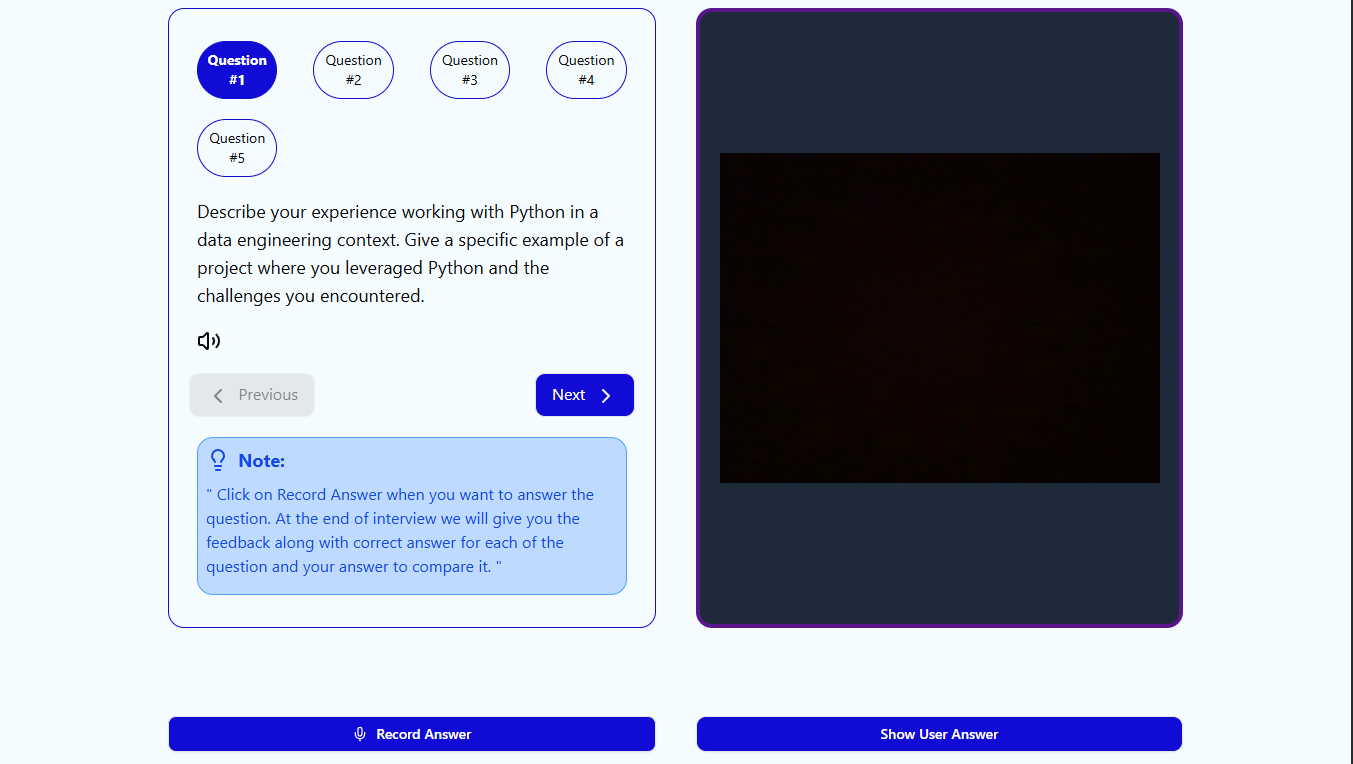 Question
#1
Question
#2
Question
#3
Question
#4
Question
#5
Describe your experience working with Python in a
data engineering context. Give a specific example of a
project where you leveraged Python and the
challenges you encountered.
Previous
Next
Note:
" Click on Record Answer when you want to answer the
question. At the end of interview we will give you the
feedback along with correct answer for each of the
question and your answer to compare it. "
Record Answer
Show User Answer